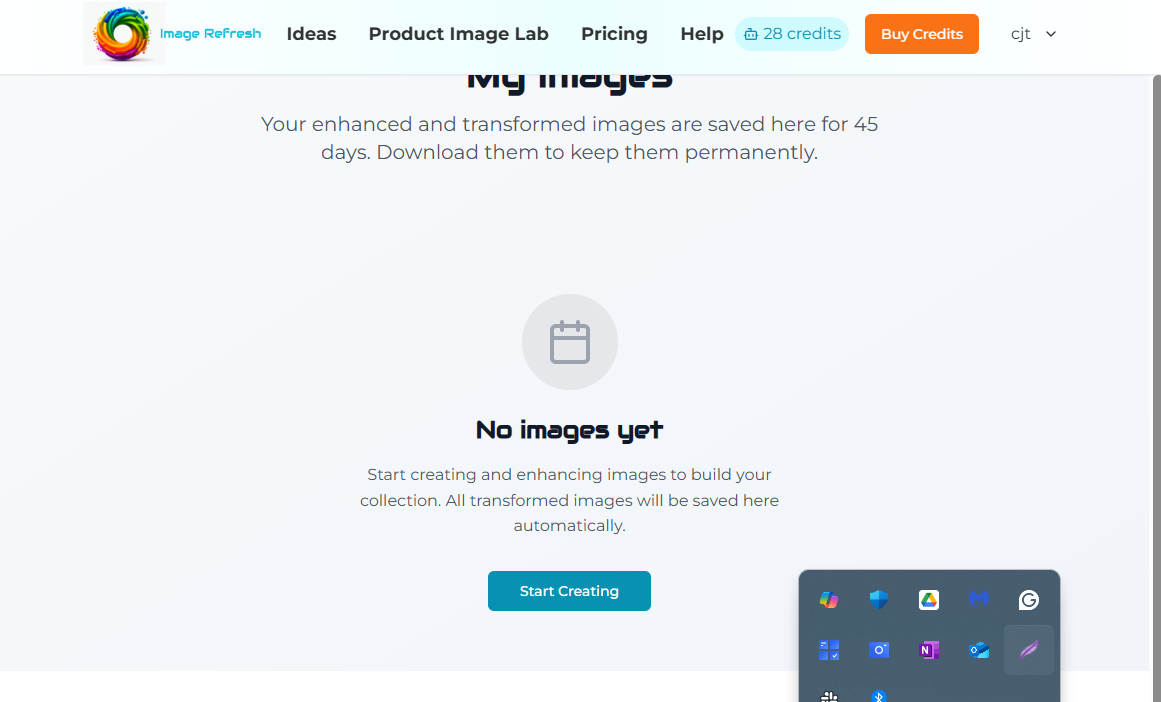 Image Refresh
Ideas
Product Image Lab
Pricing
Help
28 credits
Buy Credits
cjt
My Images
Your enhanced and transformed images are saved here for 45
days. Download them to keep them permanently.
No images yet
Start creating and enhancing images to build your
collection. All transformed images will be saved here
automatically.
Start Creating